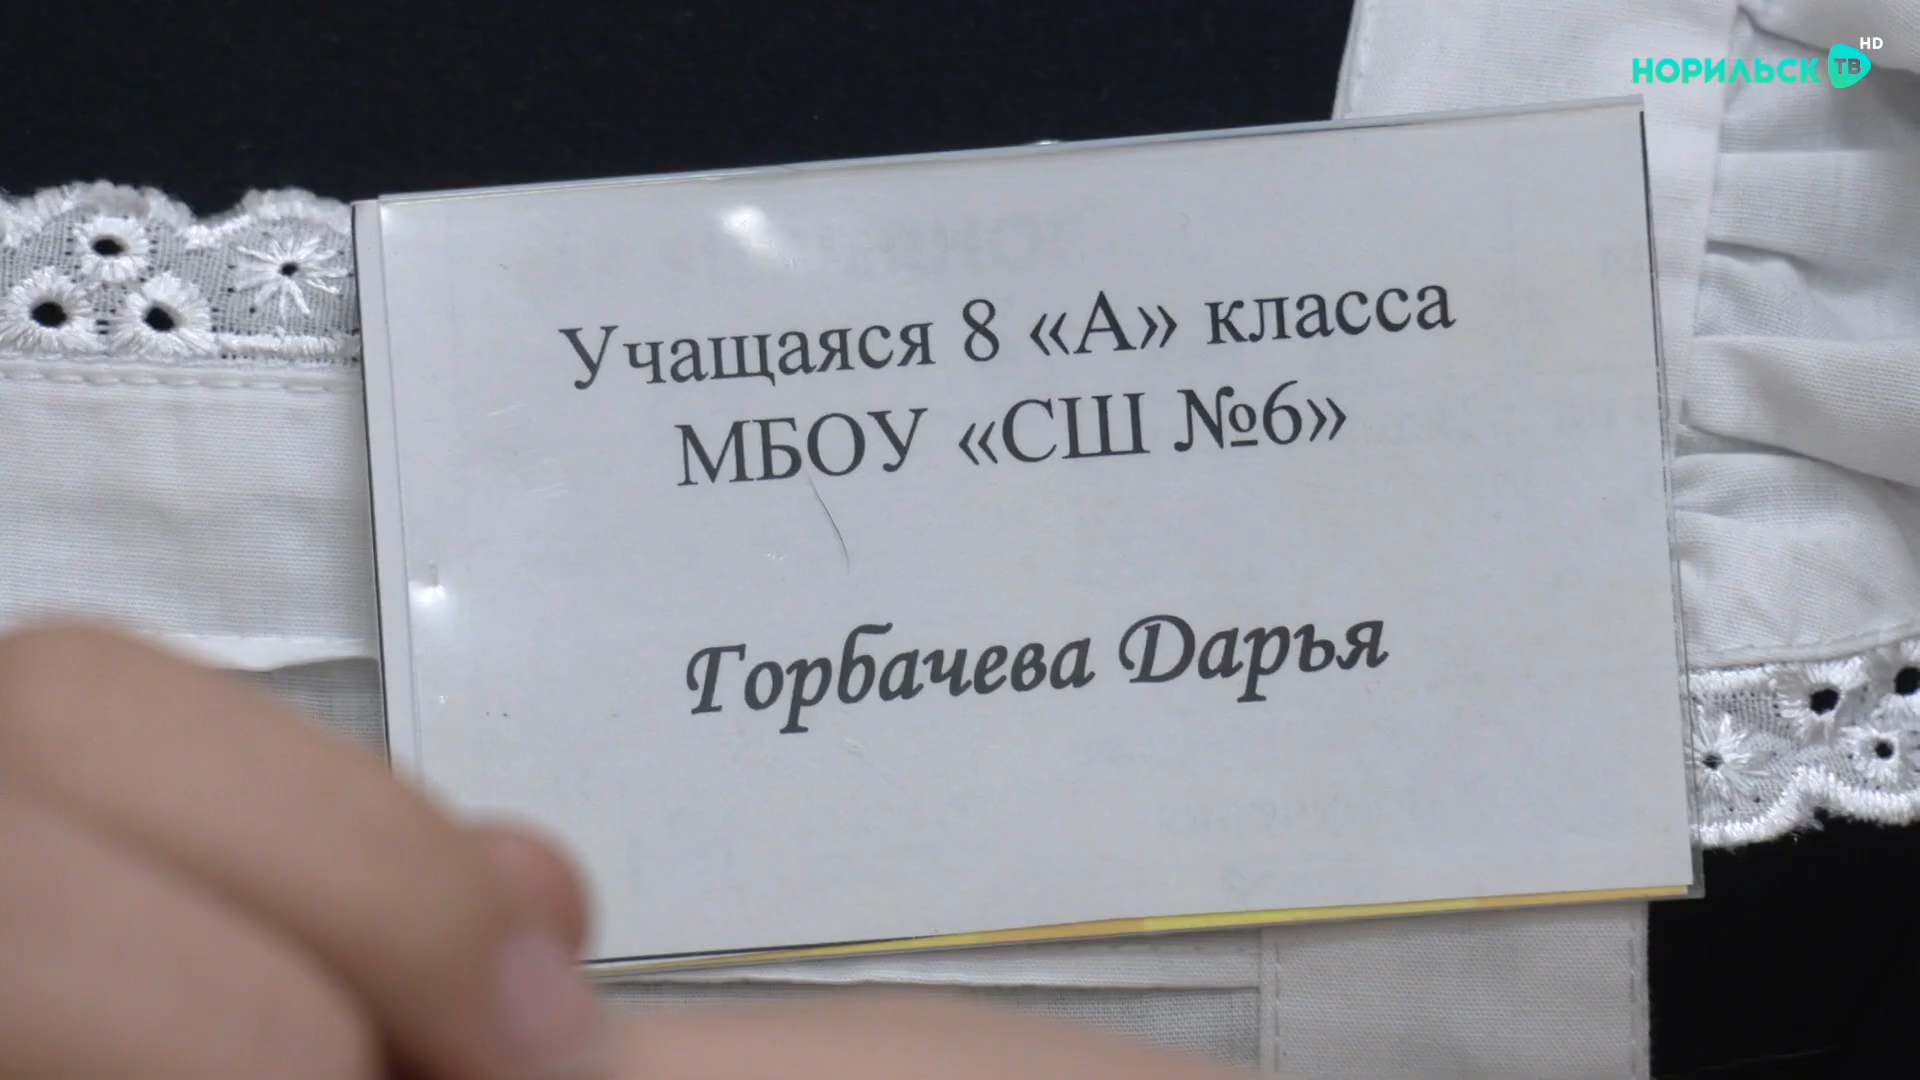 НОРИЛЬСК ТВ HD
Учащаяся 8 «А» класса
МБОУ «СШ №6»
Горбачева Дарья